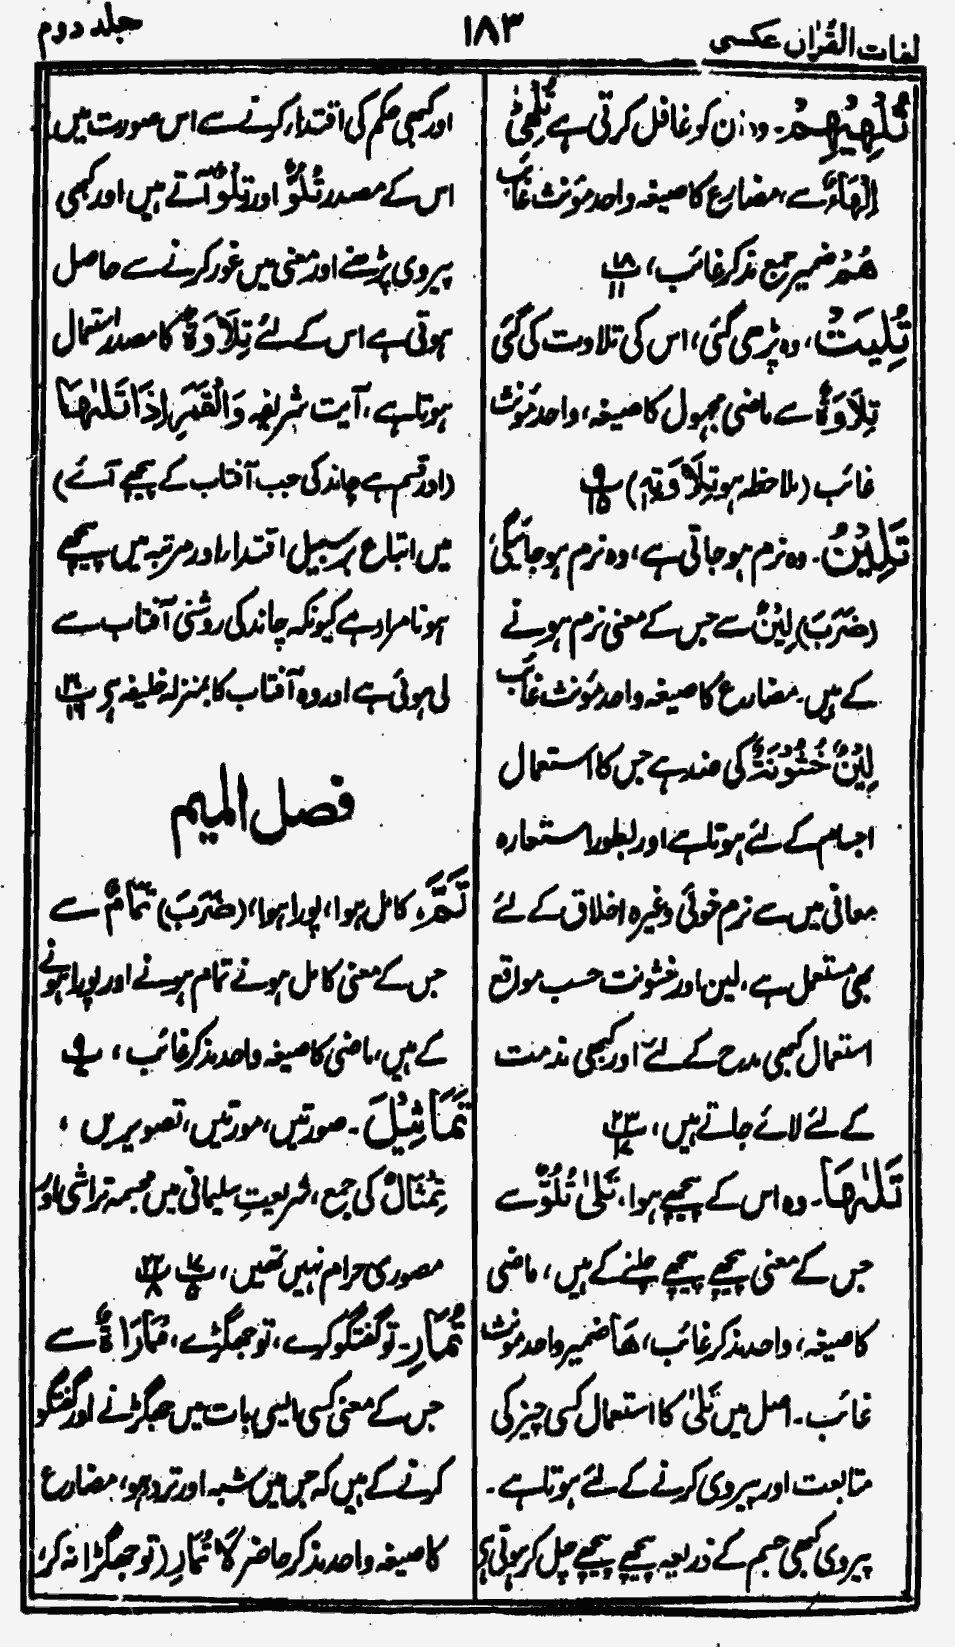 لغات القرآن عکسی
۱۸۳
جلد دوم
تُلْهِيْهِمْ۔ وہ ان کو غافل کرتی ہے تُلْهِیْ
اِلْهَاءٌ سے، مضارع کا صیغہ واحد مؤنث غائب
هُمْ ضمیر جمع مذکر غائب، ۱۸ پ ۱۱
تُلِيَتْ، وہ پڑھی گئی، اس کی تلاوت کی گئی
تِلَاوَةٌ سے ماضی مجہول کا صیغہ، واحد مؤنث
غائب (ملاحظہ ہو تِلَاوَتِهٖ) ۹ پ ۱۵
تَلِيْنُ۔ وہ نرم ہو جاتی ہے، وہ نرم ہو جائیگی
(ضَرَبَ) لِيْنٌ سے جس کے معنی نرم ہونے
کے ہیں۔ مضارع کا صیغہ واحد مؤنث غائب
لِيْنٌ خُشُوْنَةٌ کی ضد ہے جس کا استعمال
اجسام کے لئے ہوتا ہے اور بطور استعارہ
معانی میں سے نرم خوئی وغیرہ اخلاق کے لئے
بھی مستعمل ہے، لین اور خشونت حسب مواقع
استعمال کبھی مدح کے لئے اور کبھی مذمت
کے لئے لائے جاتے ہیں، ۲۳ پ ۱۷
تَلٰىهَا۔ وہ اس کے پیچھے ہوا، تَلٰی تُلُوٌّ سے
جس کے معنی پیچھے پیچھے چلنے کے ہیں، ماضی
کا صیغہ، واحد مذکر غائب، هَا ضمیر واحد مؤنث
غائب۔ اصل میں تَلٰی کا استعمال کسی چیز کی
متابعت اور پیروی کرنے کے لئے ہوتا ہے۔
پیروی کبھی جسم کے ذریعہ پیچھے پیچھے چل کر ہوتی ہے
اور کبھی حکم کی اقتداء کرنے سے اس صورت میں
اس کے مصدر تُلُوٌّ اور تِلْوٌ آتے ہیں اور کبھی
پیروی پڑھنے اور معنی میں غور کرنے سے حاصل
ہوتی ہے اس کے لئے تِلَاوَةٌ کا مصدر استعمال
ہوتا ہے، آیت شریفہ وَالْقَمَرِ اِذَا تَلٰىهَا
(اور قسم ہے چاند کی جب آفتاب کے پیچھے آئے)
میں اتباع بر سبیل اقتداء اور مرتبہ میں پیچھے
ہونا مراد ہے کیونکہ چاند کی روشنی آفتاب سے
لی ہوئی ہے اور وہ آفتاب کا بمنزلہ خلیفہ ہے پ ۱۶
فصل المیم
تَمَّ، کامل ہوا، پورا ہوا، (ضَرَبَ) تَمَامٌ سے
جس کے معنی کامل ہونے تمام ہونے اور پورا ہونے
کے ہیں، ماضی کا صیغہ واحد مذکر غائب، ۹ پ
تَمَاثِيْلَ۔ صورتیں، مورتیں، تصویریں،
تِمْثَالٌ کی جمع، شریعتِ سلیمانی میں مجسمہ تراشی اور
مصوری حرام نہیں تھیں، ۱۷ پ ۵ ۲۲ پ ۸
تُمَارِ۔ تو گفتگو کرے، تو جھگڑے، مُمَارَاةٌ سے
جس کے معنی کسی ایسی بات میں جھگڑنے اور گفتگو
کرنے کے ہیں کہ جس میں شبہ اور تردد ہو، مضارع
کا صیغہ واحد مذکر حاضر لَا تُمَارِ (تو جھگڑا نہ کر،